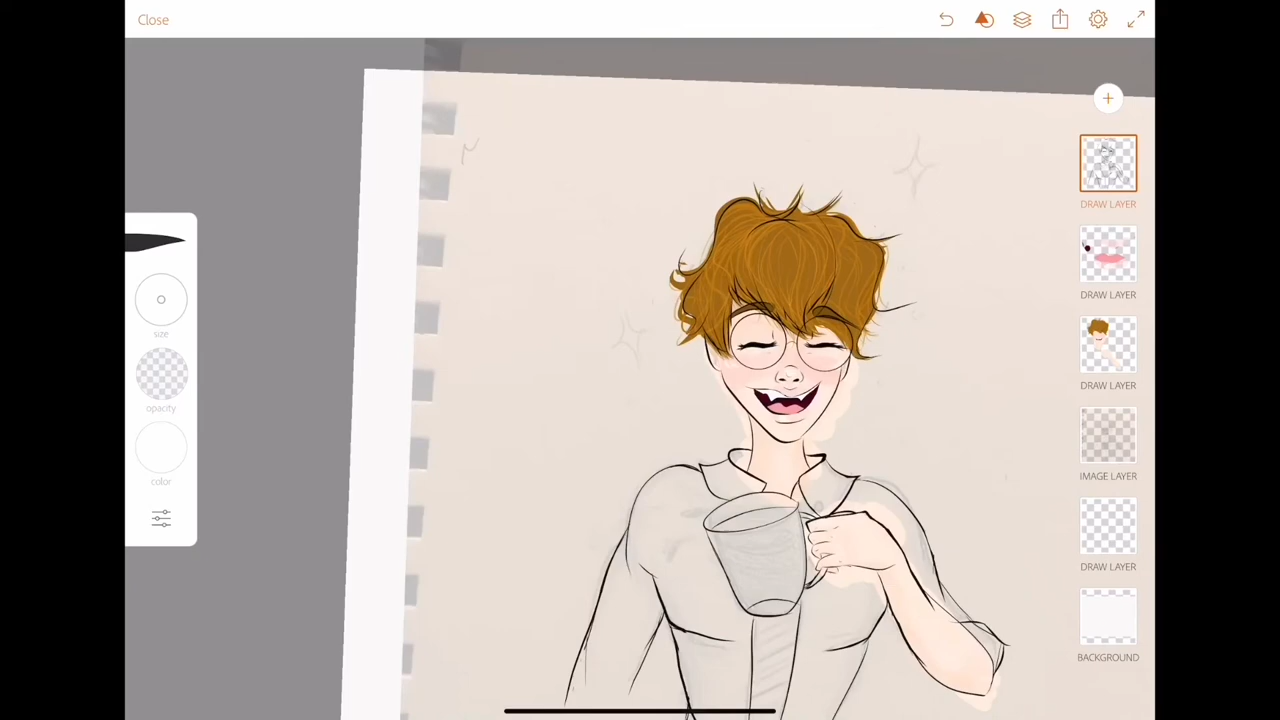 Close
DRAW LAYER
size
DRAW LAYER
DRAW LAYER
opacity
IMAGE LAYER
color
DRAW LAYER
BACKGROUND